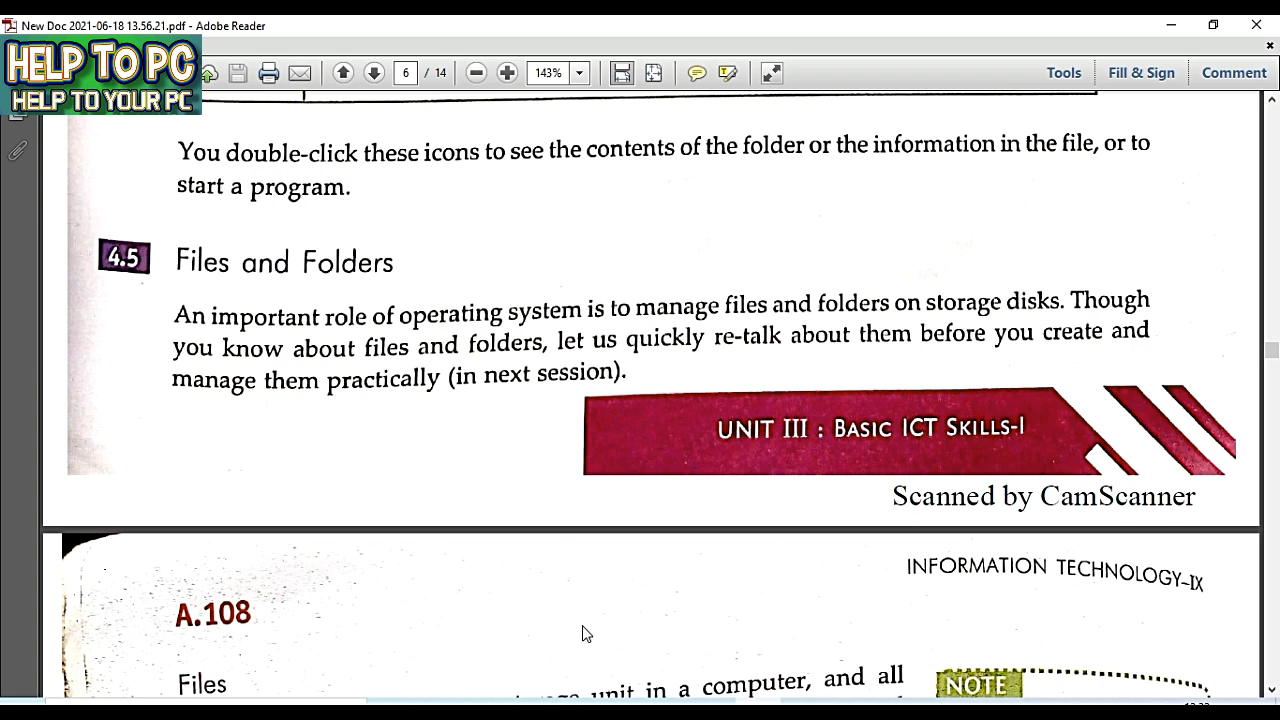 New Doc 2021-06-18 13.56.21.pdf - Adobe Reader
HELP TO PC
HELP TO YOUR PC
6 / 14
143%
Tools
Fill & Sign
Comment
You double-click these icons to see the contents of the folder or the information in the file, or to
start a program.
4.5 Files and Folders
An important role of operating system is to manage files and folders on storage disks. Though
you know about files and folders, let us quickly re-talk about them before you create and
manage them practically (in next session).
UNIT III : BASIC ICT SKILLS-I
Scanned by CamScanner
INFORMATION TECHNOLOGY–IX
A.108
Files
unit in a computer, and all
NOTE